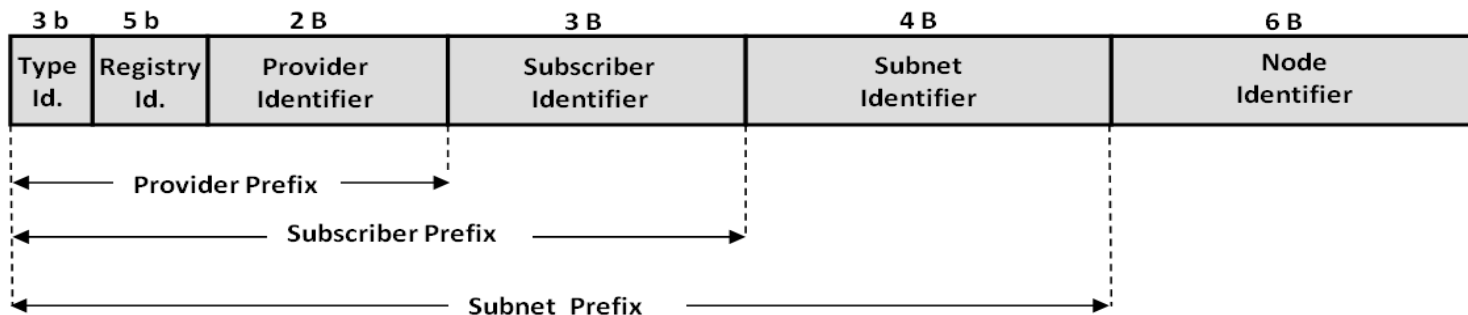 3 b 5 b 2 B 3 B 4 B 6 B
Type Id.
Registry Id.
Provider Identifier
Subscriber Identifier
Subnet Identifier
Node Identifier
Provider Prefix
Subscriber Prefix
Subnet Prefix